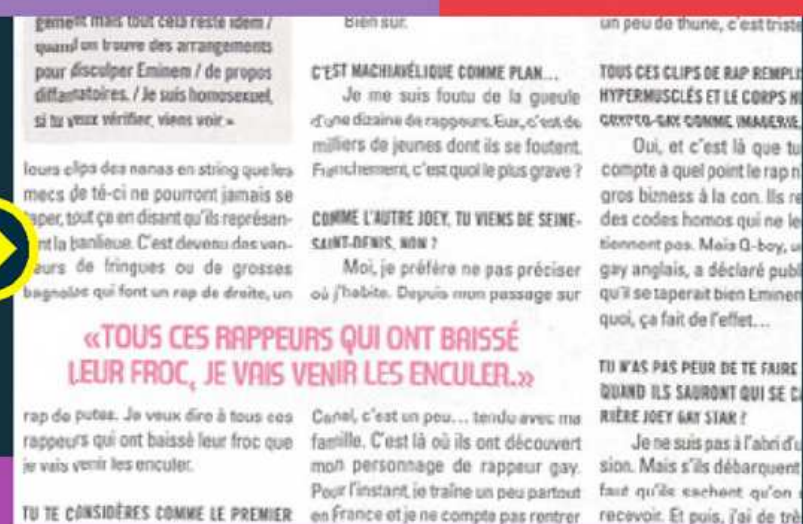 gement mais tout cela reste idem /
quand on trouve des arrangements
pour disculper Eminem / de propos
diffamatoires. / Je suis homosexuel,
si tu veux vérifier, viens voir »
leurs clips des nanas en string que les
mecs de té-ci ne pourront jamais se
taper, tout ça en disant qu'ils représen-
nt la banlieue. C'est devenu des ven-
eurs de fringues ou de grosses
bagnoles qui font un rap de droite, un
Bien sûr.
C'EST MACHIAVÉLIQUE COMME PLAN...
Je me suis foutu de la gueule
d'une dizaine de rappeurs. Eux, c'est de
milliers de jeunes dont ils se foutent.
Franchement, c'est quoi le plus grave ?
COMME L'AUTRE JOEY, TU VIENS DE SEINE-
SAINT-DENIS, NON ?
Moi, je préfère ne pas préciser
où j'habite. Depuis mon passage sur
«TOUS CES RAPPEURS QUI ONT BAISSÉ
LEUR FROC, JE VAIS VENIR LES ENCULER.»
rap de putes. Je veux dire à tous ces
rappeurs qui ont baissé leur froc que
je vais venir les enculer.
TU TE CONSIDÈRES COMME LE PREMIER
Canal, c'est un peu... tendu avec ma
famille. C'est là où ils ont découvert
mon personnage de rappeur gay.
Pour l'instant, je traîne un peu partout
en France et je ne compte pas rentrer
un peu de thune, c'est triste
TOUS CES CLIPS DE RAP REMPLI
HYPERMUSCLÉS ET LE CORPS H
CRYPTO-GAY COMME IMAGERIE
Oui, et c'est là que tu
compte à quel point le rap n
gros bizness à la con. Ils re
des codes homos qui ne le
tiennent pas. Mais Q-boy, u
gay anglais, a déclaré publ
qu'il se taperait bien Eminem
quoi, ça fait de l'effet...
TU N'AS PAS PEUR DE TE FAIRE
QUAND ILS SAURONT QUI SE CA
RIÈRE JOEY GAY STAR ?
Je ne suis pas à l'abri d'u
sion. Mais s'ils débarquent
faut qu'ils sachent qu'on
recevoir. Et puis, j'ai de trè